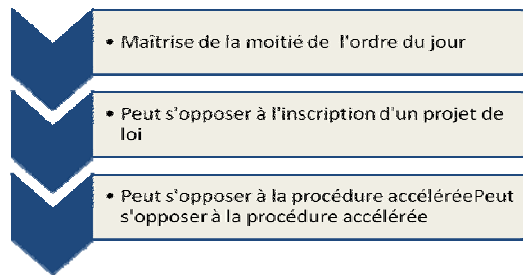 • Maîtrise de la moitié de l'ordre du jour
• Peut s'opposer à l'inscription d'un projet de
loi
• Peut s'opposer à la procédure accéléréePeut
s'opposer à la procédure accélérée